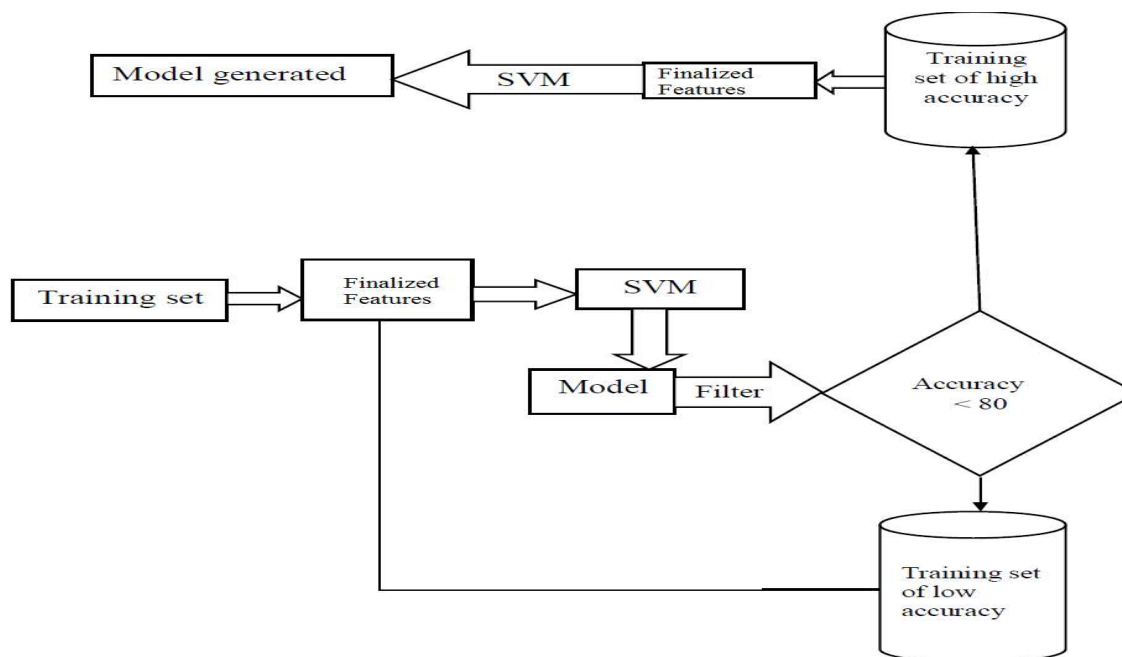 Model generated
SVM
Finalized
Features
Training
set of high
accuracy
Training set
Finalized
Features
SVM
Model
Filter
Accuracy
< 80
Training set
of low
accuracy